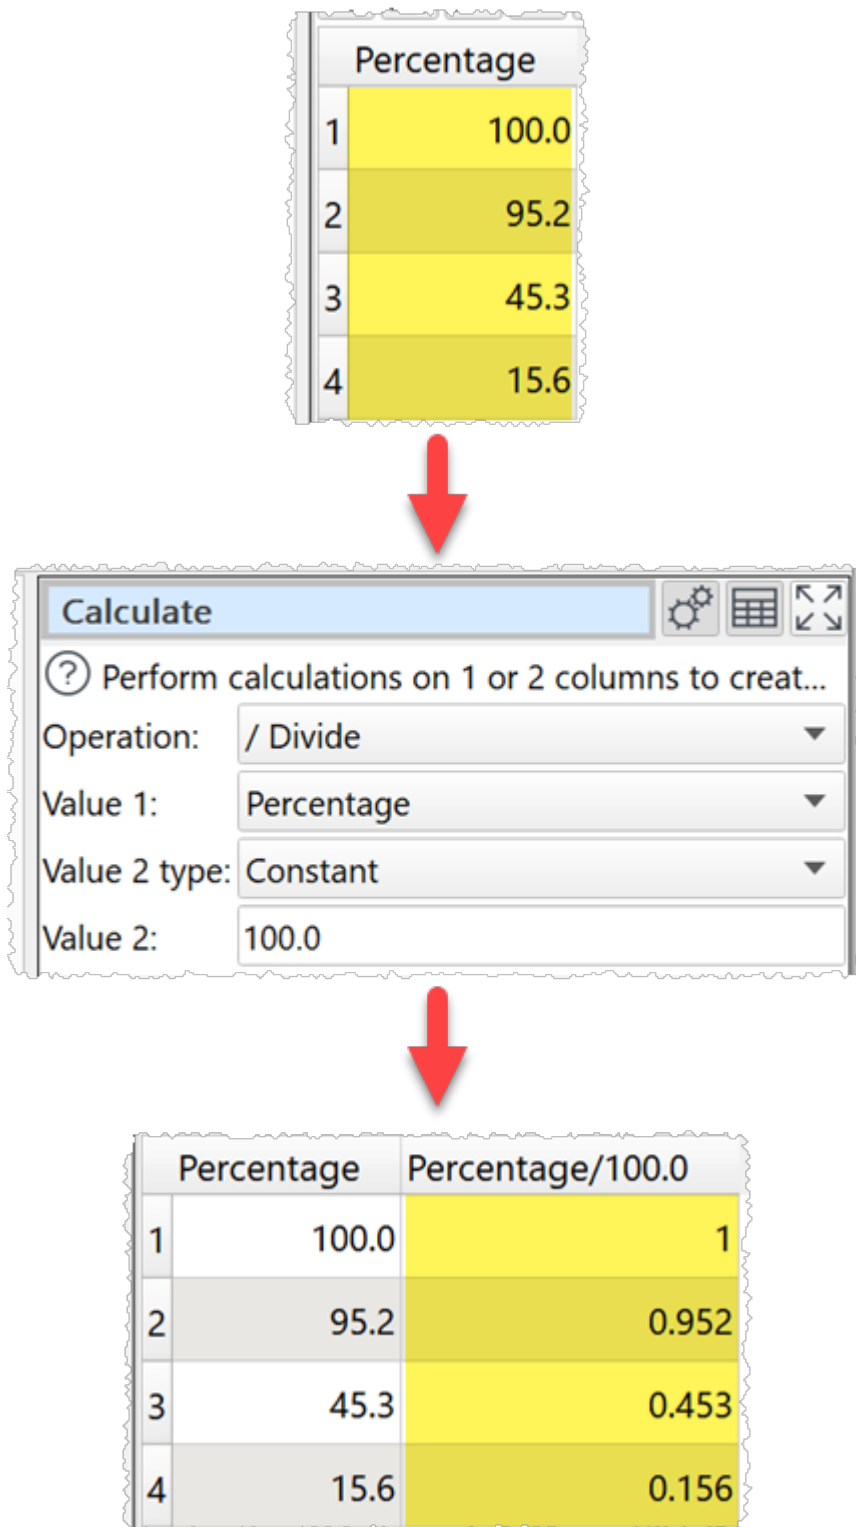 Percentage
1 100.0
2 95.2
3 45.3
4 15.6
Calculate
? Perform calculations on 1 or 2 columns to creat...
Operation: / Divide
Value 1: Percentage
Value 2 type: Constant
Value 2: 100.0
Percentage Percentage/100.0
1 100.0 1
2 95.2 0.952
3 45.3 0.453
4 15.6 0.156